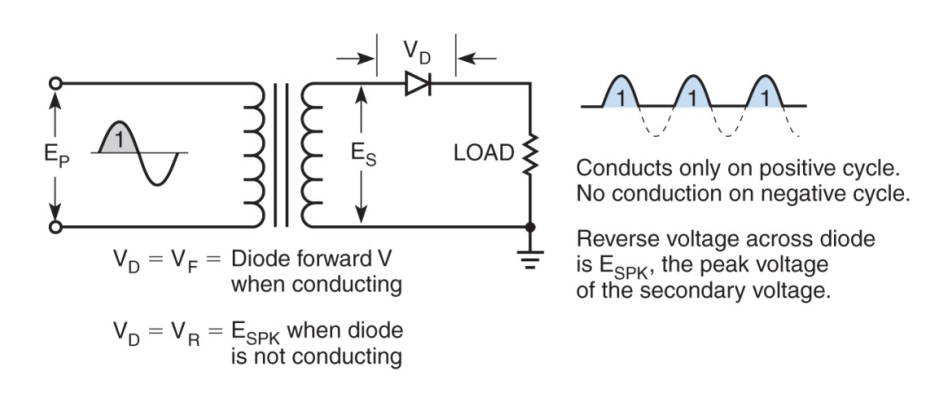 V_D
1
1 1 1
E_P
E_S
LOAD
Conducts only on positive cycle.
No conduction on negative cycle.
V_D = V_F = Diode forward V
when conducting
V_D = V_R = E_SPK when diode
is not conducting
Reverse voltage across diode
is E_SPK, the peak voltage
of the secondary voltage.